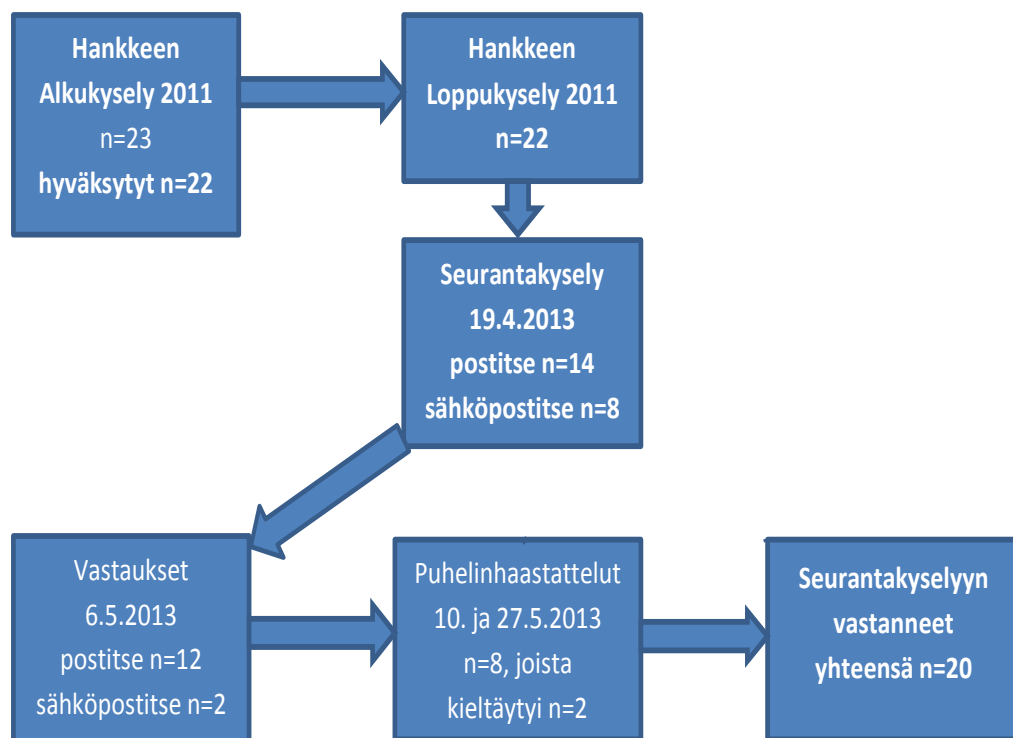 Hankkeen
Alkukysely 2011
n=23
hyväksytyt n=22
Hankkeen
Loppukysely 2011
n=22
Seurantakysely
19.4.2013
postitse n=14
sähköpostitse n=8
Vastaukset
6.5.2013
postitse n=12
sähköpostitse n=2
Puhelinhaastattelut
10. ja 27.5.2013
n=8, joista
kieltäytyi n=2
Seurantakyselyyn
vastanneet
yhteensä n=20